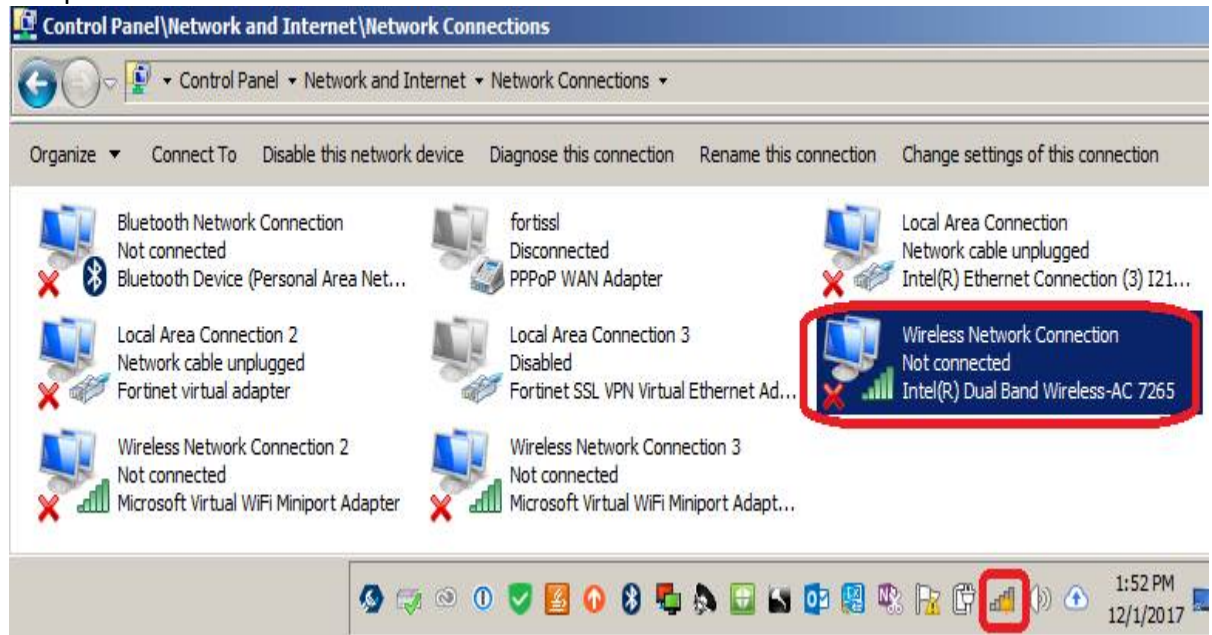 Control Panel\Network and Internet\Network Connections
Control Panel Network and Internet Network Connections
Organize Connect To Disable this network device Diagnose this connection Rename this connection Change settings of this connection
Bluetooth Network Connection
Not connected
Bluetooth Device (Personal Area Net...
fortissl
Disconnected
PPPoP WAN Adapter
Local Area Connection
Network cable unplugged
Intel(R) Ethernet Connection (3) I21...
Local Area Connection 2
Network cable unplugged
Fortinet virtual adapter
Local Area Connection 3
Disabled
Fortinet SSL VPN Virtual Ethernet Ad...
Wireless Network Connection
Not connected
Intel(R) Dual Band Wireless-AC 7265
Wireless Network Connection 2
Not connected
Microsoft Virtual WiFi Miniport Adapter
Wireless Network Connection 3
Not connected
Microsoft Virtual WiFi Miniport Adapt...
1:52 PM
12/1/2017